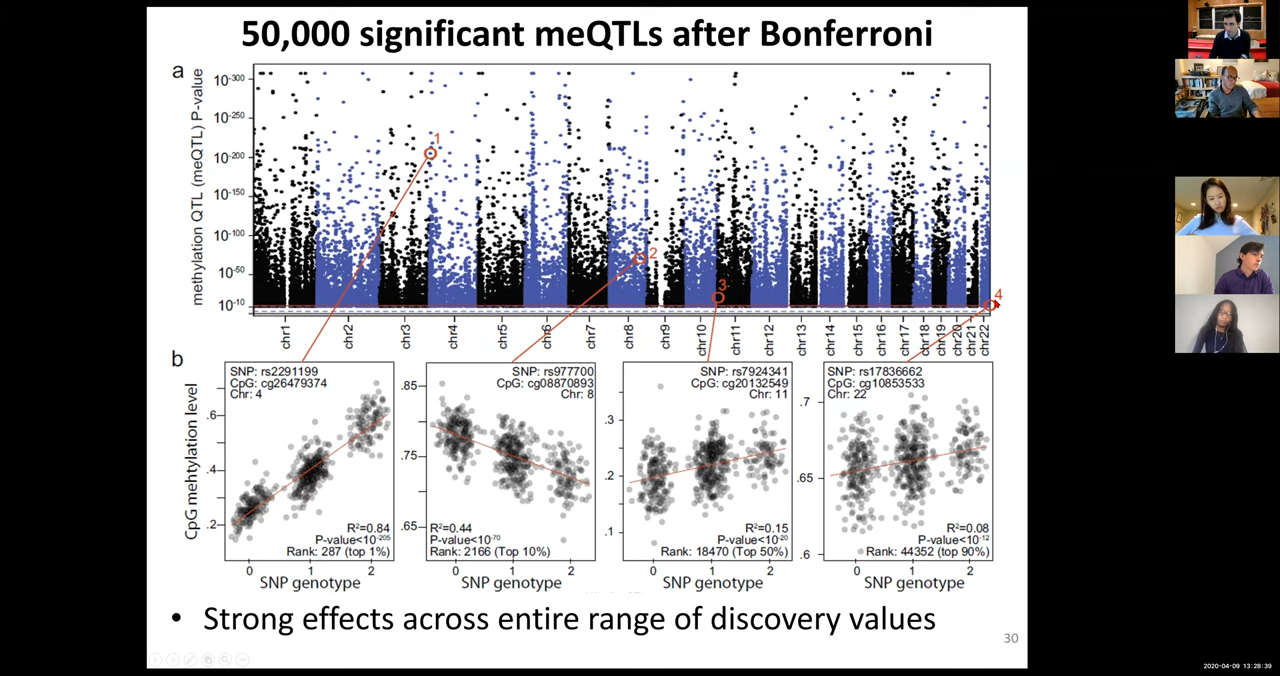 50,000 significant meQTLs after Bonferroni
a
methylation QTL (meQTL) P-value
10-300
10-250
10-200
10-150
10-100
10-50
10-10
1
2
3
4
chr1
chr2
chr3
chr4
chr5
chr6
chr7
chr8
chr9
chr10
chr11
chr12
chr13
chr14
chr15
chr16
chr17
chr18
chr19
chr20
chr21
chr22
b
CpG mehtylation level
SNP: rs2291199
CpG: cg26479374
Chr: 4
.6
.4
.2
R²=0.84
P-value<10-205
Rank: 287 (top 1%)
0 1 2
SNP genotype
SNP: rs977700
CpG: cg08870893
Chr: 8
.85
.75
.65
R²=0.44
P-value<10-70
Rank: 2166 (Top 10%)
0 1 2
SNP genotype
SNP: rs7924341
CpG: cg20132549
Chr: 11
.3
.2
.1
R²=0.15
P-value<10-20
Rank: 18470 (Top 50%)
0 1 2
SNP genotype
SNP: rs17836662
CpG: cg10853533
Chr: 22
.7
.65
.6
R²=0.08
P-value<10-12
Rank: 44352 (top 90%)
0 1 2
SNP genotype
• Strong effects across entire range of discovery values
30
2020-04-09 13:28:39